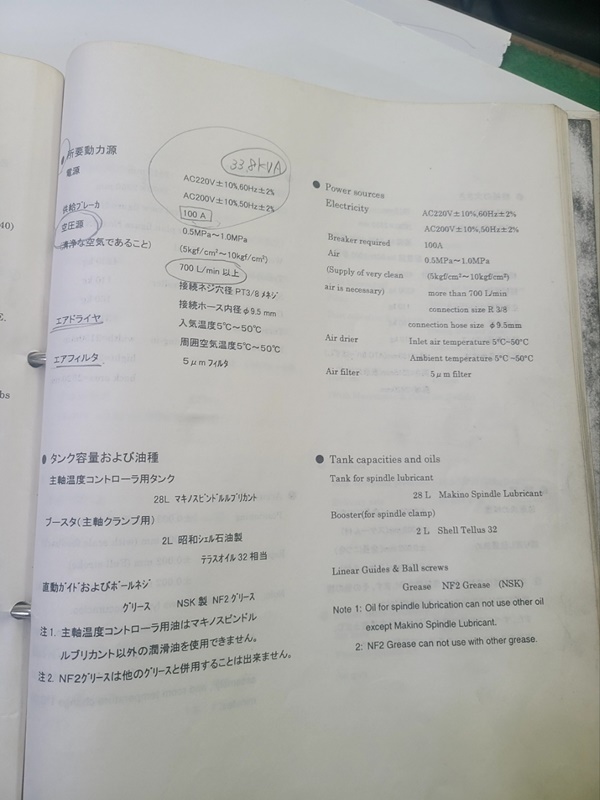 40)
E.
bs
33.8kVA
●所要動力源
電源
AC220V±10%,60Hz±2%
AC200V±10%,50Hz±2%
供給ブレーカ
100 A
空圧源
0.5MPa～1.0MPa
(清浄な空気であること)
(5kgf/cm²～10kgf/cm²)
700 L/min 以上
接続ネジ穴径 PT3/8 メネジ
接続ホース内径 φ9.5 mm
エアドライヤ
入気温度5℃～50℃
周囲空気温度5℃～50℃
エアフィルタ
5μmフィルタ
●タンク容量および油種
主軸温度コントローラ用タンク
28L マキノスピンドルルブリカント
ブースタ(主軸クランプ用)
2L 昭和シェル石油製
テラスオイル32 相当
直動ガイドおよびボールネジ
グリース NSK 製 NF2 グリース
注1. 主軸温度コントローラ用油はマキノスピンドル
ルブリカント以外の潤滑油を使用できません。
注2. NF2グリースは他のグリースと併用することは出来ません。
● Power sources
Electricity
AC220V±10%,60Hz±2%
AC200V±10%,50Hz±2%
Breaker required 100A
Air 0.5MPa～1.0MPa
(Supply of very clean (5kgf/cm²～10kgf/cm²)
air is necessary) more than 700 L/min
connection size R 3/8
connection hose size φ9.5mm
Air drier Inlet air temperature 5℃~50℃
Ambient temperature 5℃~50℃
Air filter 5μm filter
● Tank capacities and oils
Tank for spindle lubricant
28 L Makino Spindle Lubricant
Booster(for spindle clamp)
2 L Shell Tellus 32
Linear Guides & Ball screws
Grease NF2 Grease (NSK)
Note 1: Oil for spindle lubrication can not use other oil
except Makino Spindle Lubricant.
2: NF2 Grease can not use with other grease.